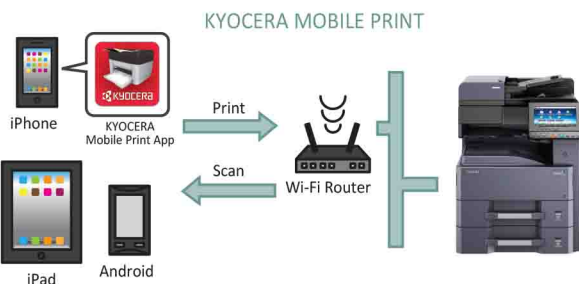 KYOCERA MOBILE PRINT
KYOCERA
iPhone
KYOCERA
Mobile Print App
Print
Scan
Wi-Fi Router
iPad
Android